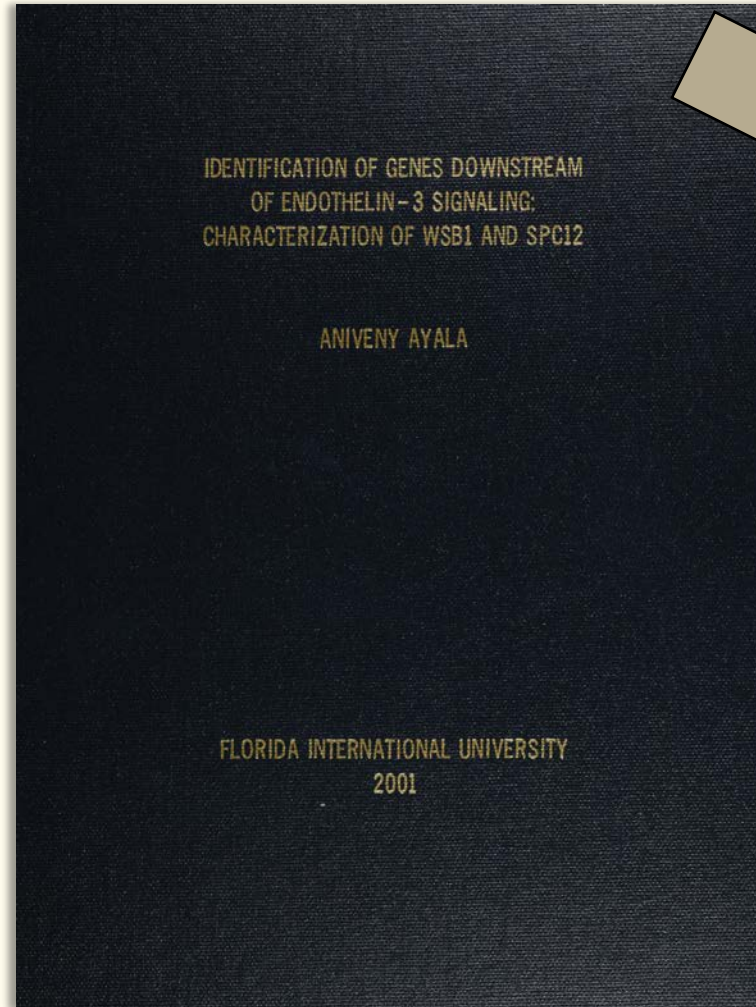 IDENTIFICATION OF GENES DOWNSTREAM
OF ENDOTHELIN-3 SIGNALING:
CHARACTERIZATION OF WSB1 AND SPC12
ANIVENY AYALA
FLORIDA INTERNATIONAL UNIVERSITY
2001